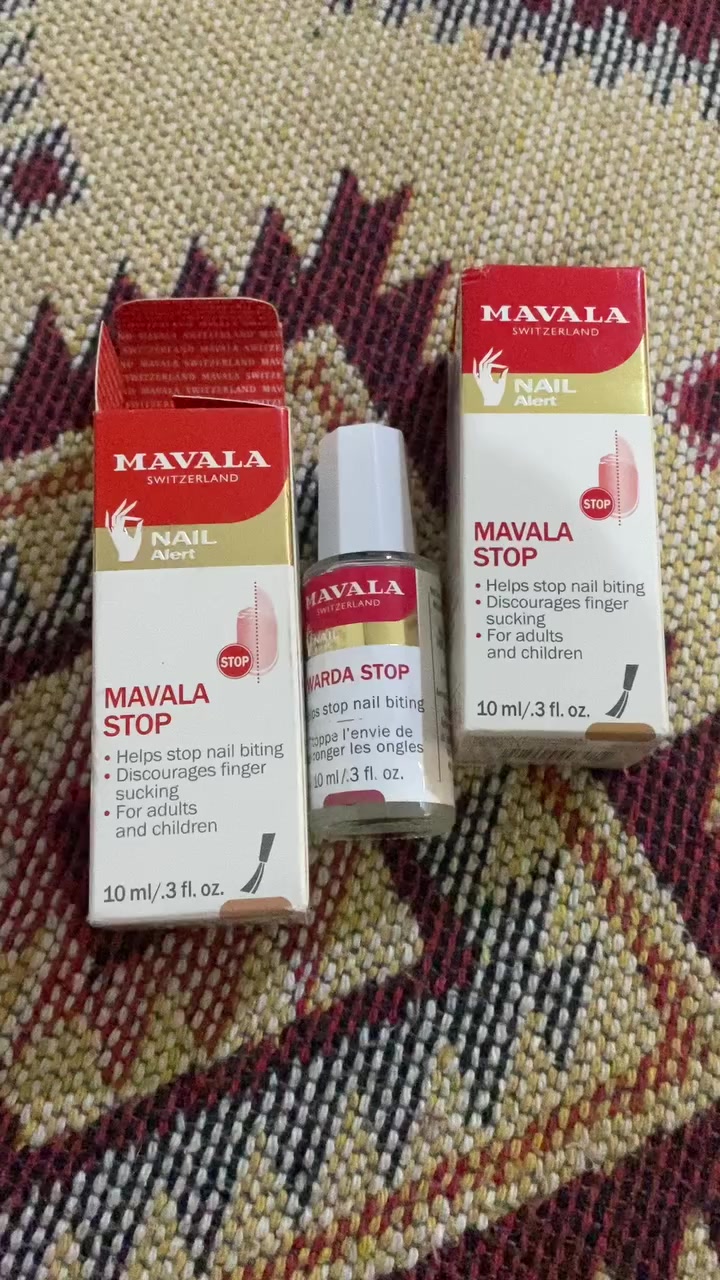 MAVALA
SWITZERLAND
NAIL
Alert
STOP
MAVALA
STOP
• Helps stop nail biting
• Discourages finger
sucking
• For adults
and children
10 ml/.3 fl. oz.
MAVALA
SWITZERLAND
NAIL
WARDA STOP
stop nail biting
l'envie de
les ongles
10 ml/.3 fl. oz.
MAVALA
SWITZERLAND
NAIL
Alert
STOP
MAVALA
STOP
• Helps stop nail biting
• Discourages finger
sucking
• For adults
and children
10 ml/.3 fl. oz.